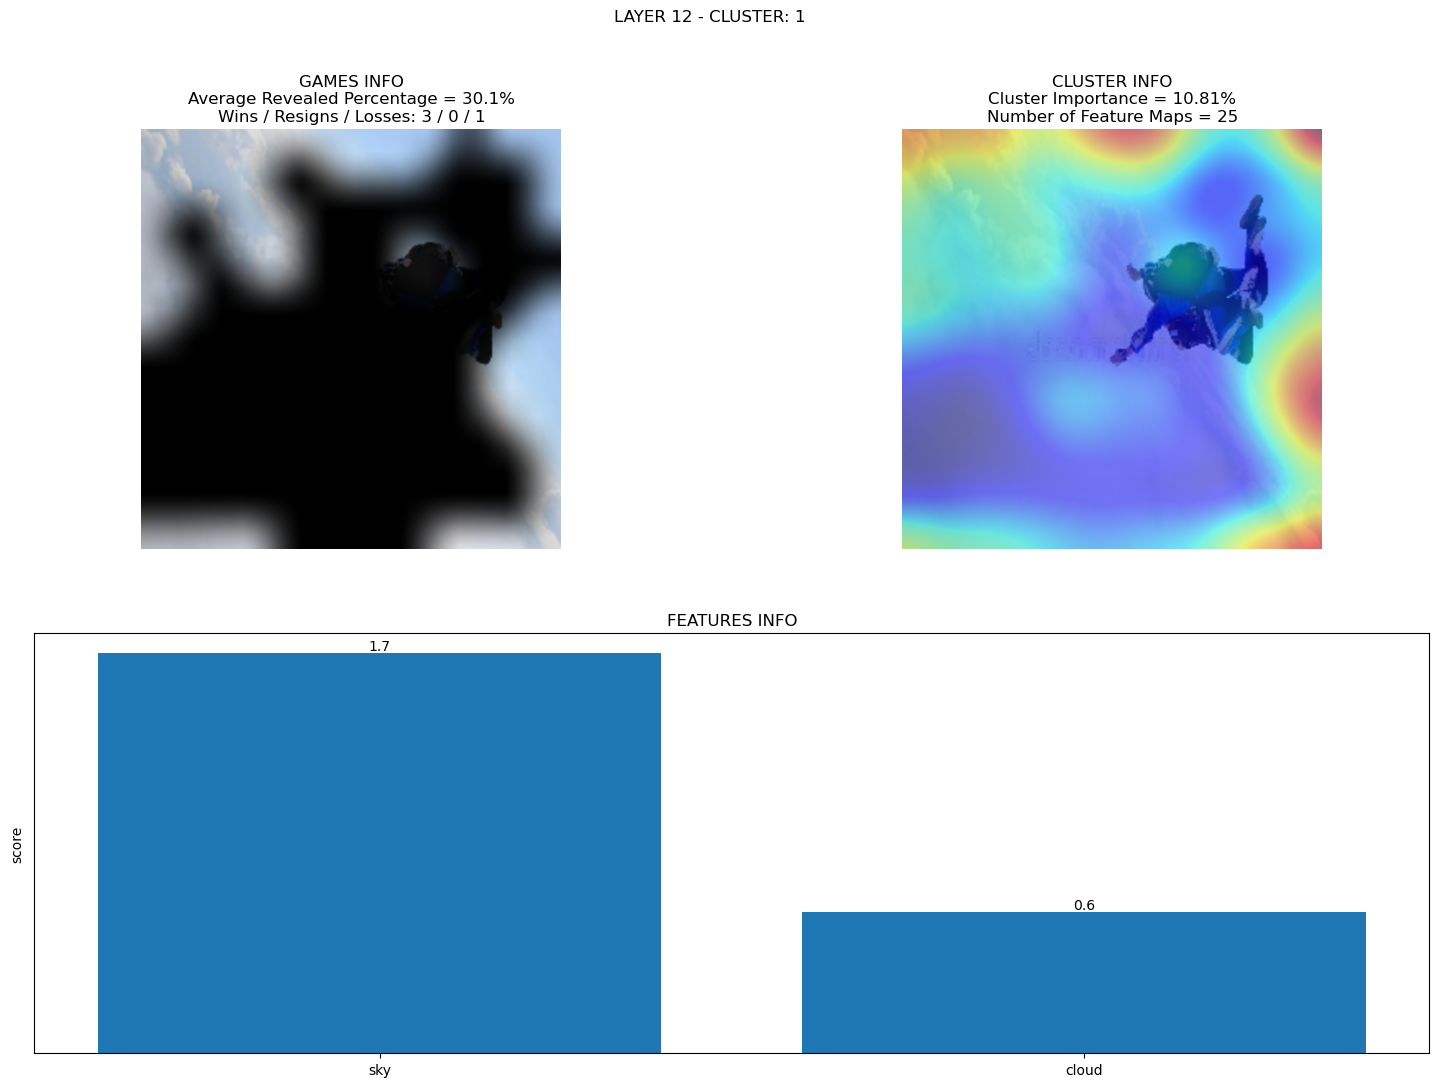 LAYER 12 - CLUSTER: 1
GAMES INFO
Average Revealed Percentage = 30.1%
Wins / Resigns / Losses: 3 / 0 / 1
CLUSTER INFO
Cluster Importance = 10.81%
Number of Feature Maps = 25
FEATURES INFO
score
1.7
0.6
sky
cloud